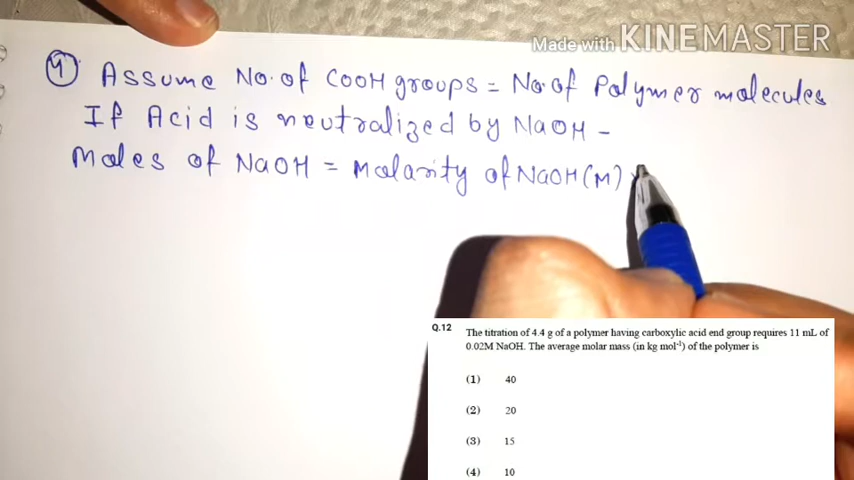 Made with KINEMASTER
4 Assume No. of COOH groups = No. of Polymer molecules
If Acid is neutralized by NaOH -
Moles of NaOH = Molarity of NaOH (M) ×
Q.12 The titration of 4.4 g of a polymer having carboxylic acid end group requires 11 mL of
0.02M NaOH. The average molar mass (in kg mol⁻¹) of the polymer is
(1) 40
(2) 20
(3) 15
(4) 10